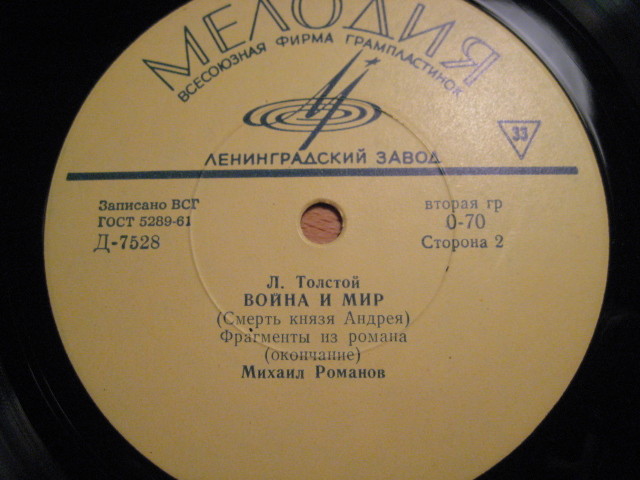 МЕЛОДИЯ
ВСЕСОЮЗНАЯ ФИРМА ГРАМПЛАСТИНОК
33
ЛЕНИНГРАДСКИЙ ЗАВОД
Записано ВСГ
ГОСТ 5289-61
Д-7528
вторая гр
0-70
Сторона 2
Л. Толстой
ВОЙНА И МИР
(Смерть князя Андрея)
Фрагменты из романа
(окончание)
Михаил Романов